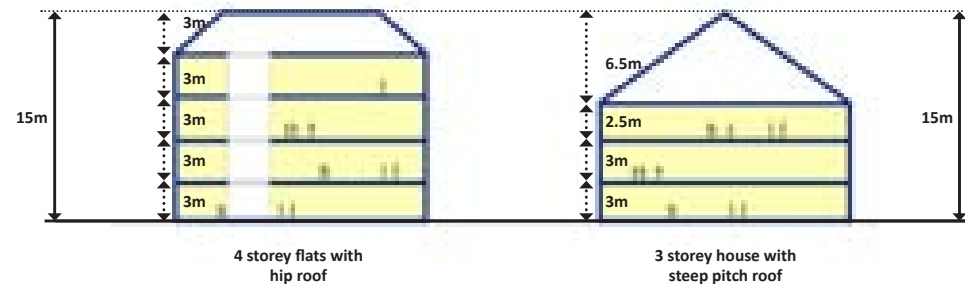 3m
3m
3m
3m
3m
15m
4 storey flats with
hip roof
6.5m
2.5m
3m
3m
15m
3 storey house with
steep pitch roof